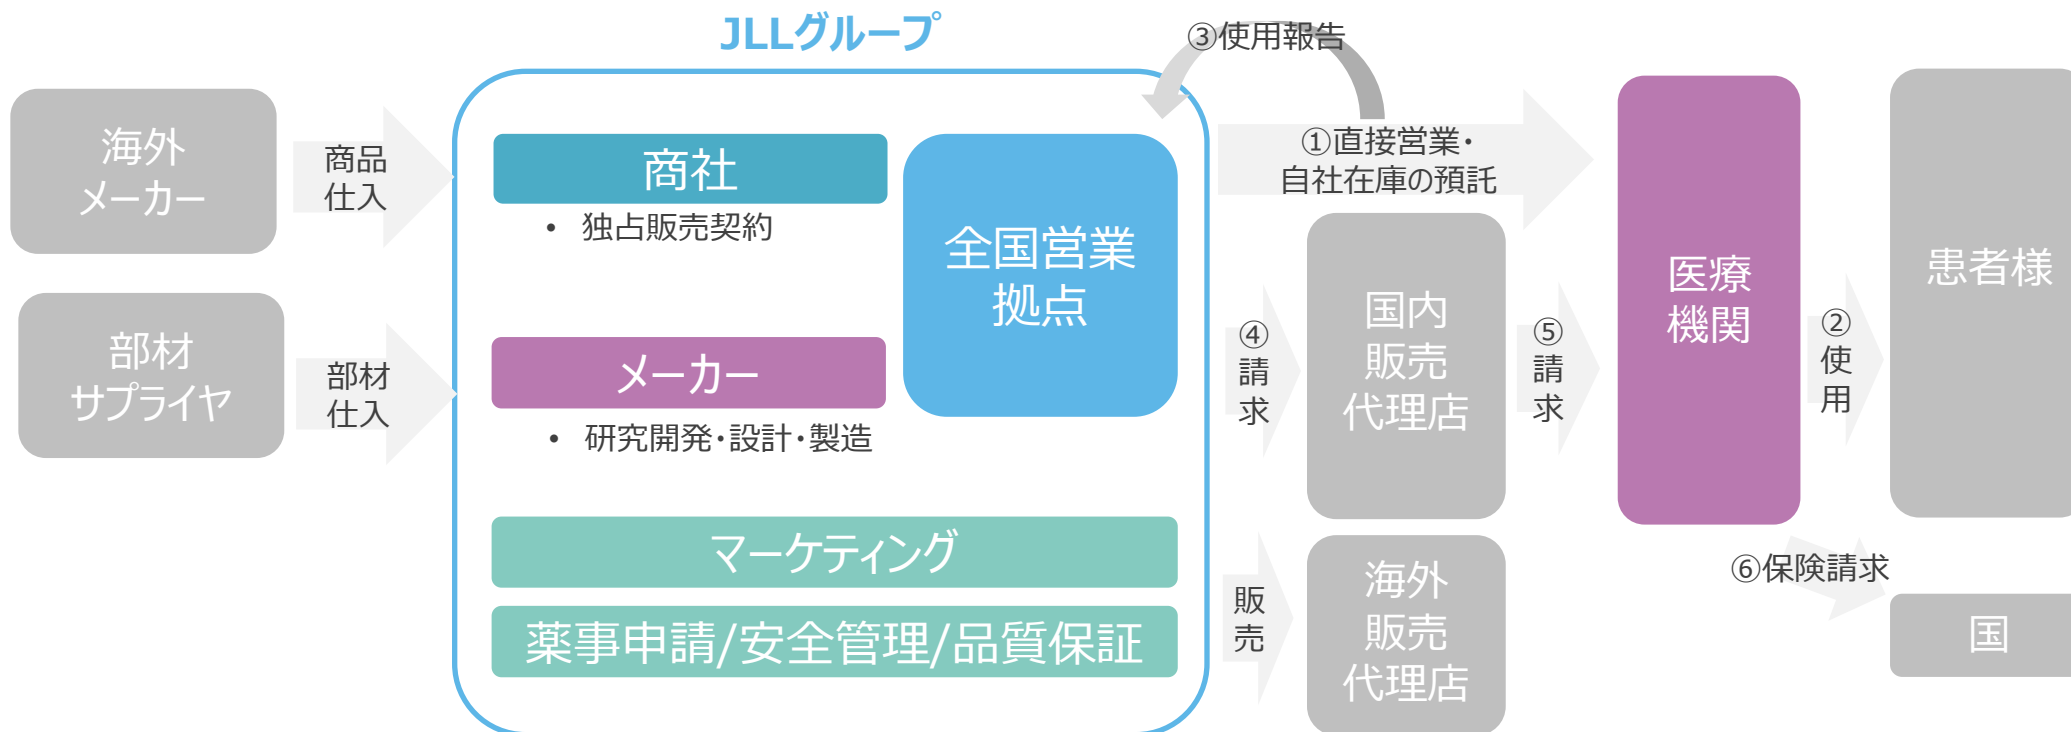 JLLグループ
③使用報告
海外
メーカー
商品
仕入
部材
サプライヤ
部材
仕入
商社
• 独占販売契約
メーカー
• 研究開発・設計・製造
全国営業
拠点
マーケティング
薬事申請/安全管理/品質保証
①直接営業・
自社在庫の預託
④
請
求
国内
販売
代理店
⑤
請
求
販
売
海外
販売
代理店
医療
機関
②
使
用
患者様
⑥保険請求
国